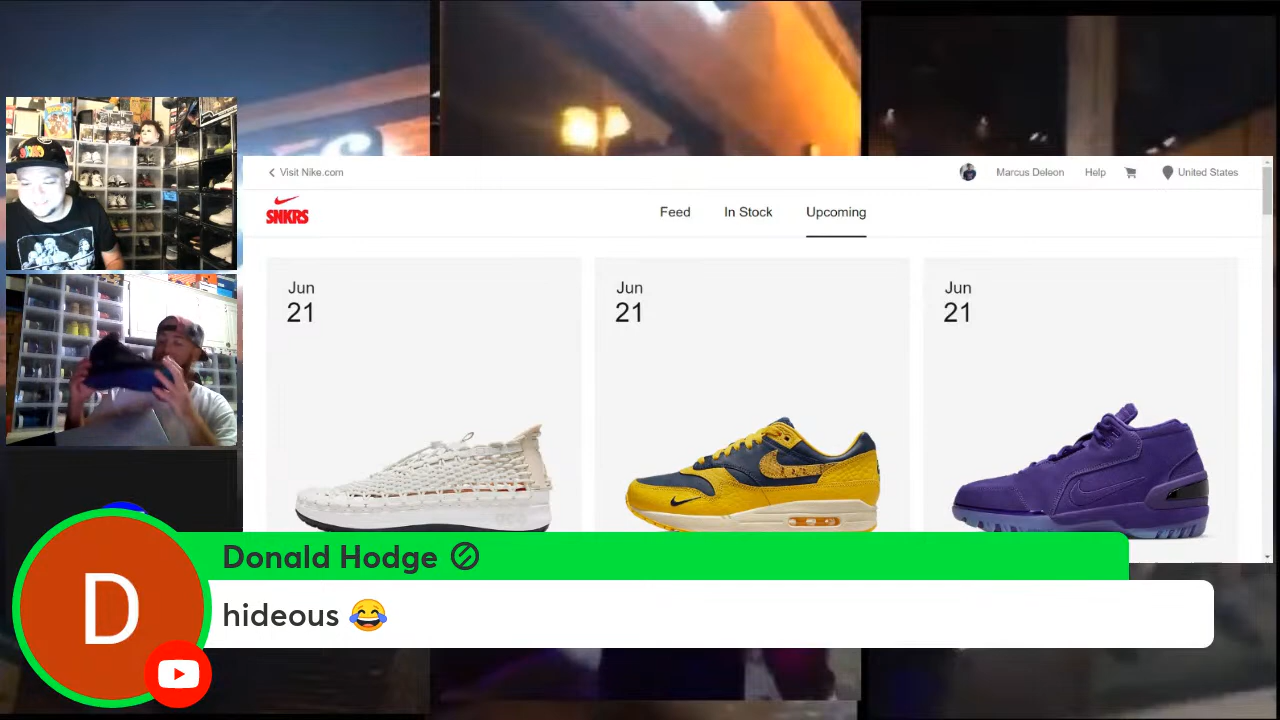 Visit Nike.com
Marcus Deleon
Help
United States
SNKRS
Feed
In Stock
Upcoming
Jun
21
Jun
21
Jun
21
D
Donald Hodge
hideous 😂